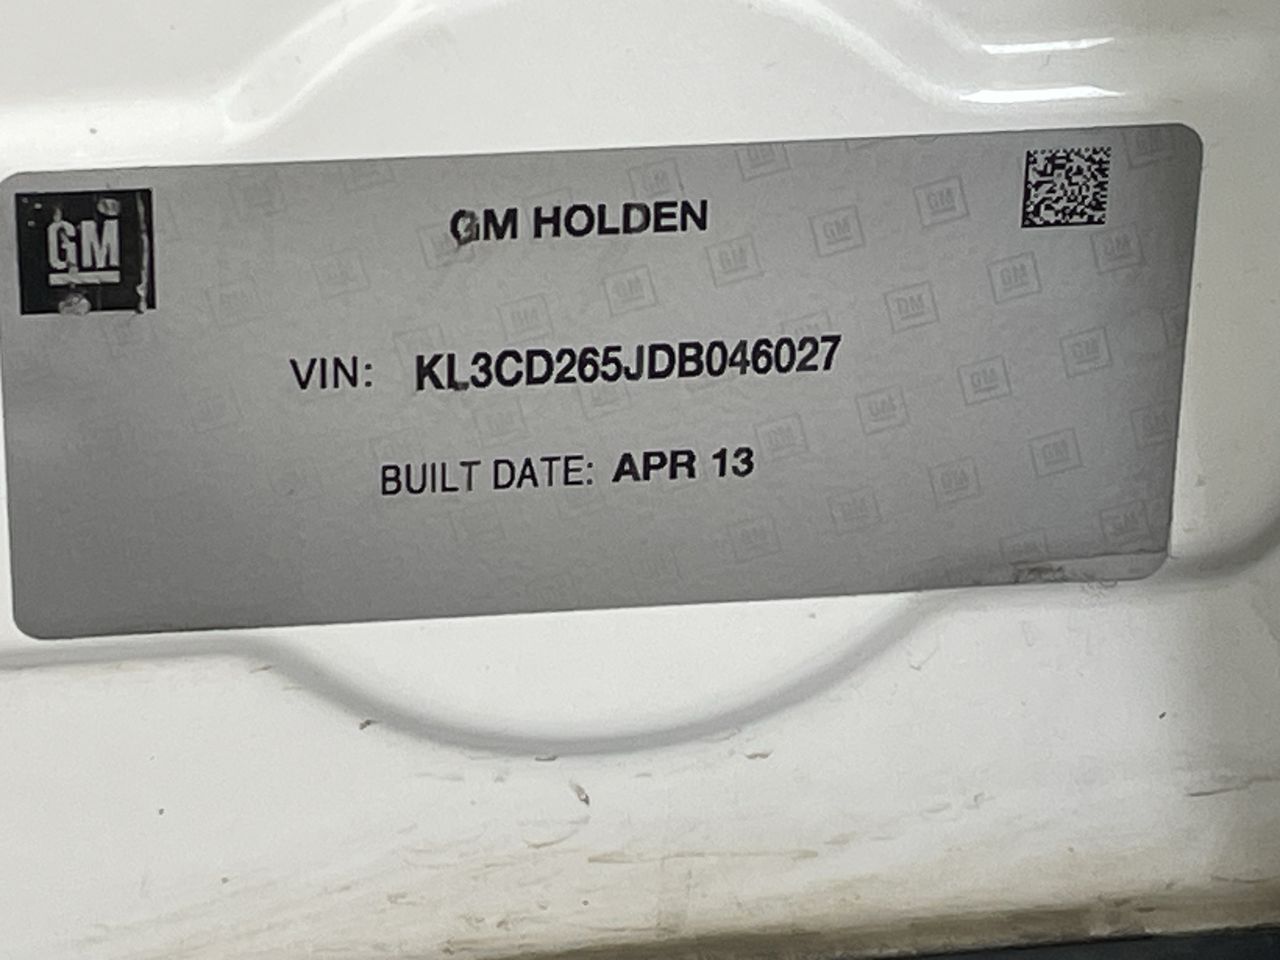 GM
GM HOLDEN
VIN: KL3CD265JDB046027
BUILT DATE: APR 13